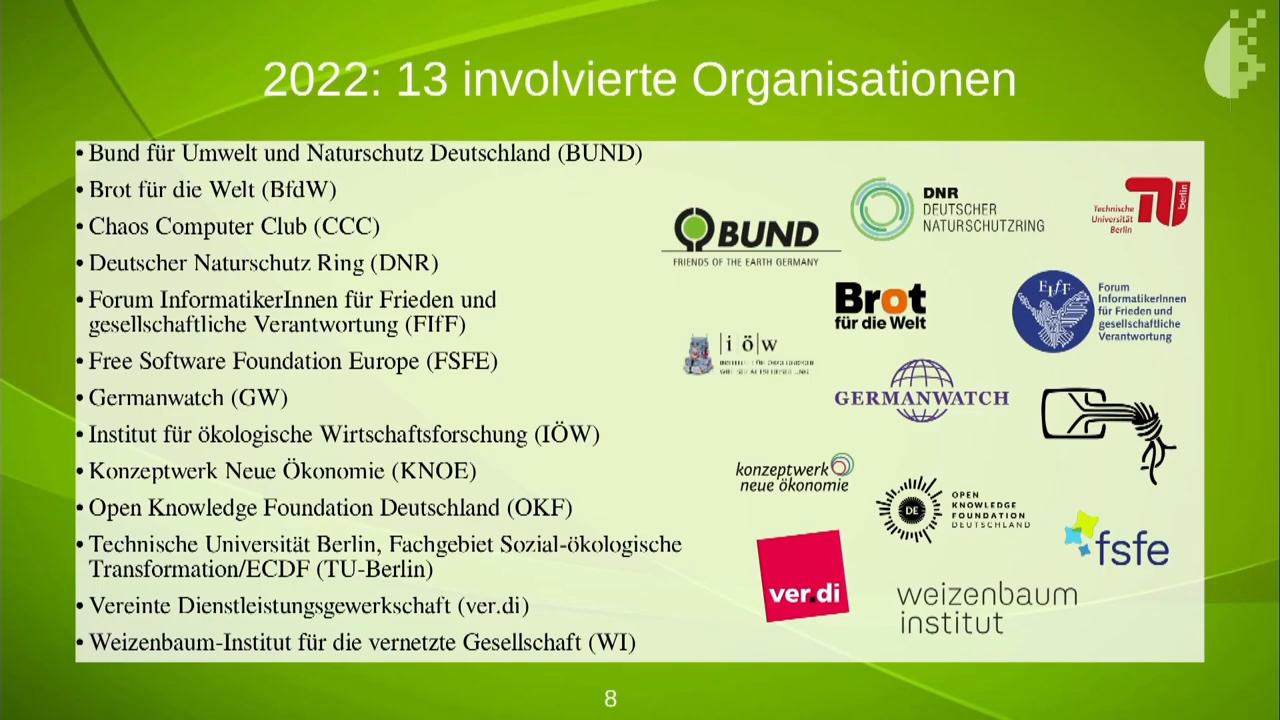 2022: 13 involvierte Organisationen
• Bund für Umwelt und Naturschutz Deutschland (BUND)
• Brot für die Welt (BfdW)
• Chaos Computer Club (CCC)
• Deutscher Naturschutz Ring (DNR)
• Forum InformatikerInnen für Frieden und
gesellschaftliche Verantwortung (FIfF)
• Free Software Foundation Europe (FSFE)
• Germanwatch (GW)
• Institut für ökologische Wirtschaftsforschung (IÖW)
• Konzeptwerk Neue Ökonomie (KNOE)
• Open Knowledge Foundation Deutschland (OKF)
• Technische Universität Berlin, Fachgebiet Sozial-ökologische
Transformation/ECDF (TU-Berlin)
• Vereinte Dienstleistungsgewerkschaft (ver.di)
• Weizenbaum-Institut für die vernetzte Gesellschaft (WI)
BUND
FRIENDS OF THE EARTH GERMANY
DNR
DEUTSCHER
NATURSCHUTZRING
Technische
Universität
Berlin
TU
berlin
Brot
für die Welt
FIfF
Forum
InformatikerInnen
für Frieden und
gesellschaftliche
Verantwortung
|i|ö|w
GERMANWATCH
konzeptwerk
neue ökonomie
DE
OPEN
KNOWLEDGE
FOUNDATION
DEUTSCHLAND
fsfe
ver.di
weizenbaum
institut
8